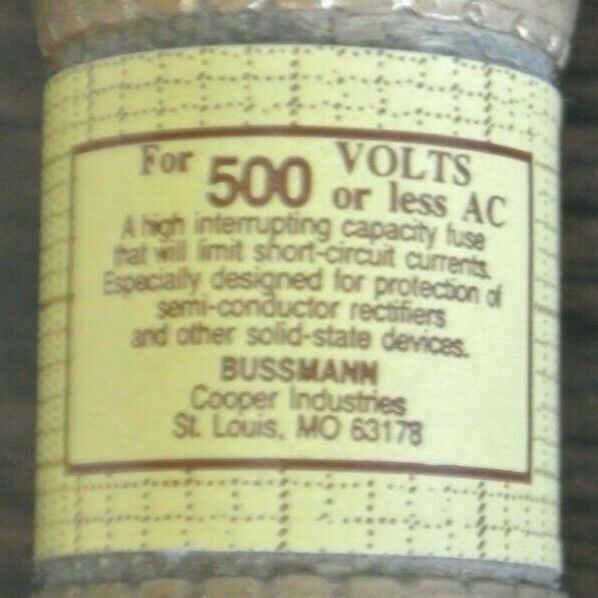 For 500 VOLTS or less AC
A high interrupting capacity fuse
that will limit short-circuit currents.
Especially designed for protection of
semi-conductor rectifiers
and other solid-state devices.
BUSSMANN
Cooper Industries
St. Louis, MO 63178